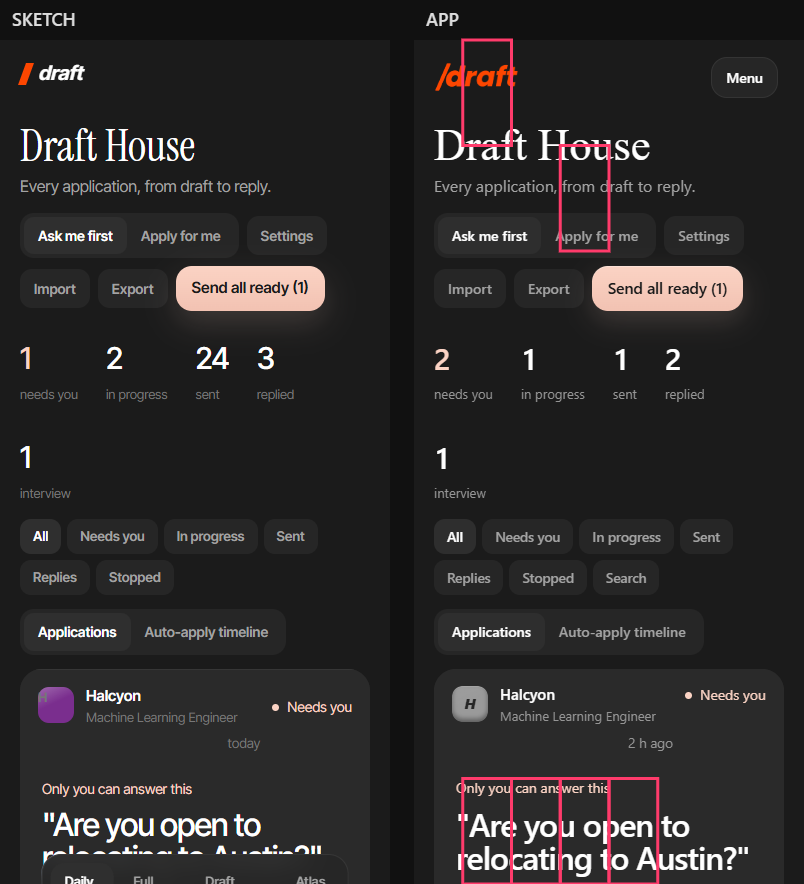 SKETCH
draft
Draft House
Every application, from draft to reply.
Ask me first Apply for me Settings
Import Export Send all ready (1)
1 2 24 3
needs you in progress sent replied
1
interview
All Needs you In progress Sent
Replies Stopped
Applications Auto-apply timeline
Halcyon
Machine Learning Engineer
Needs you
today
Only you can answer this
"Are you open to
relocating to Austin?"
Daily Full Draft Atlas
APP
/draft
Menu
Draft House
Every application, from draft to reply.
Ask me first Apply for me Settings
Import Export Send all ready (1)
2 1 1 2
needs you in progress sent replied
1
interview
All Needs you In progress Sent
Replies Stopped Search
Applications Auto-apply timeline
H
Halcyon
Machine Learning Engineer
Needs you
2 h ago
Only you can answer this
"Are you open to
relocating to Austin?"